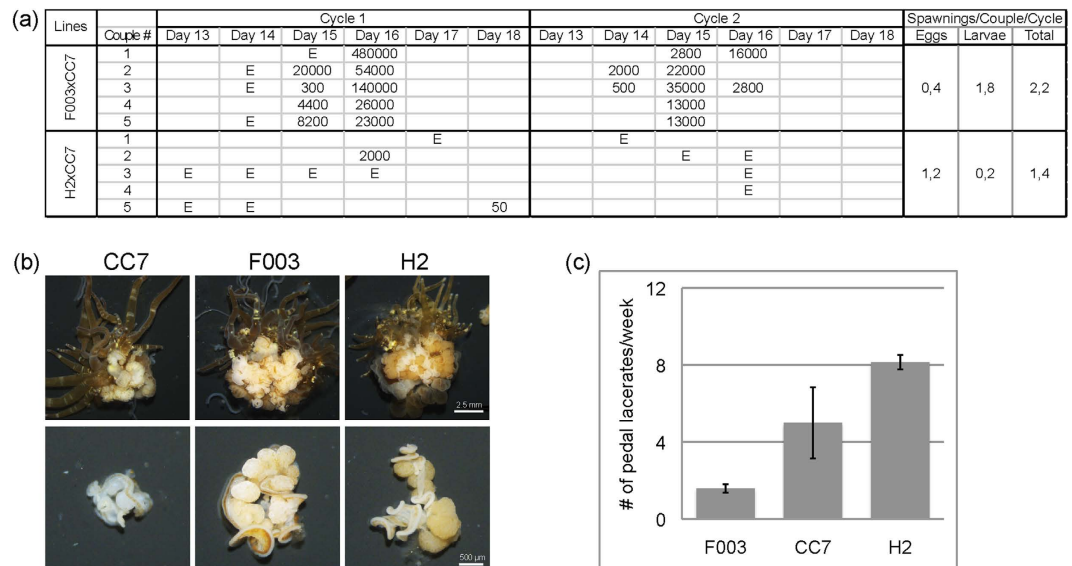 (a)
Lines Cycle 1 Cycle 2 Spawnings/Couple/Cycle
Couple # Day 13 Day 14 Day 15 Day 16 Day 17 Day 18 Day 13 Day 14 Day 15 Day 16 Day 17 Day 18 Eggs Larvae Total
F003xCC7
1 E 480000 2800 16000
2 E 20000 54000 2000 22000
3 E 300 140000 500 35000 2800
4 4400 26000 13000
5 E 8200 23000 13000
0,4 1,8 2,2
H2xCC7
1 E E
2 2000 E E
3 E E E E E
4 E
5 E E 50
1,2 0,2 1,4
(b)
CC7 F003 H2
2.5 mm
500 µm
(c)
# of pedal lacerates/week
12
8
4
0
F003 CC7 H2